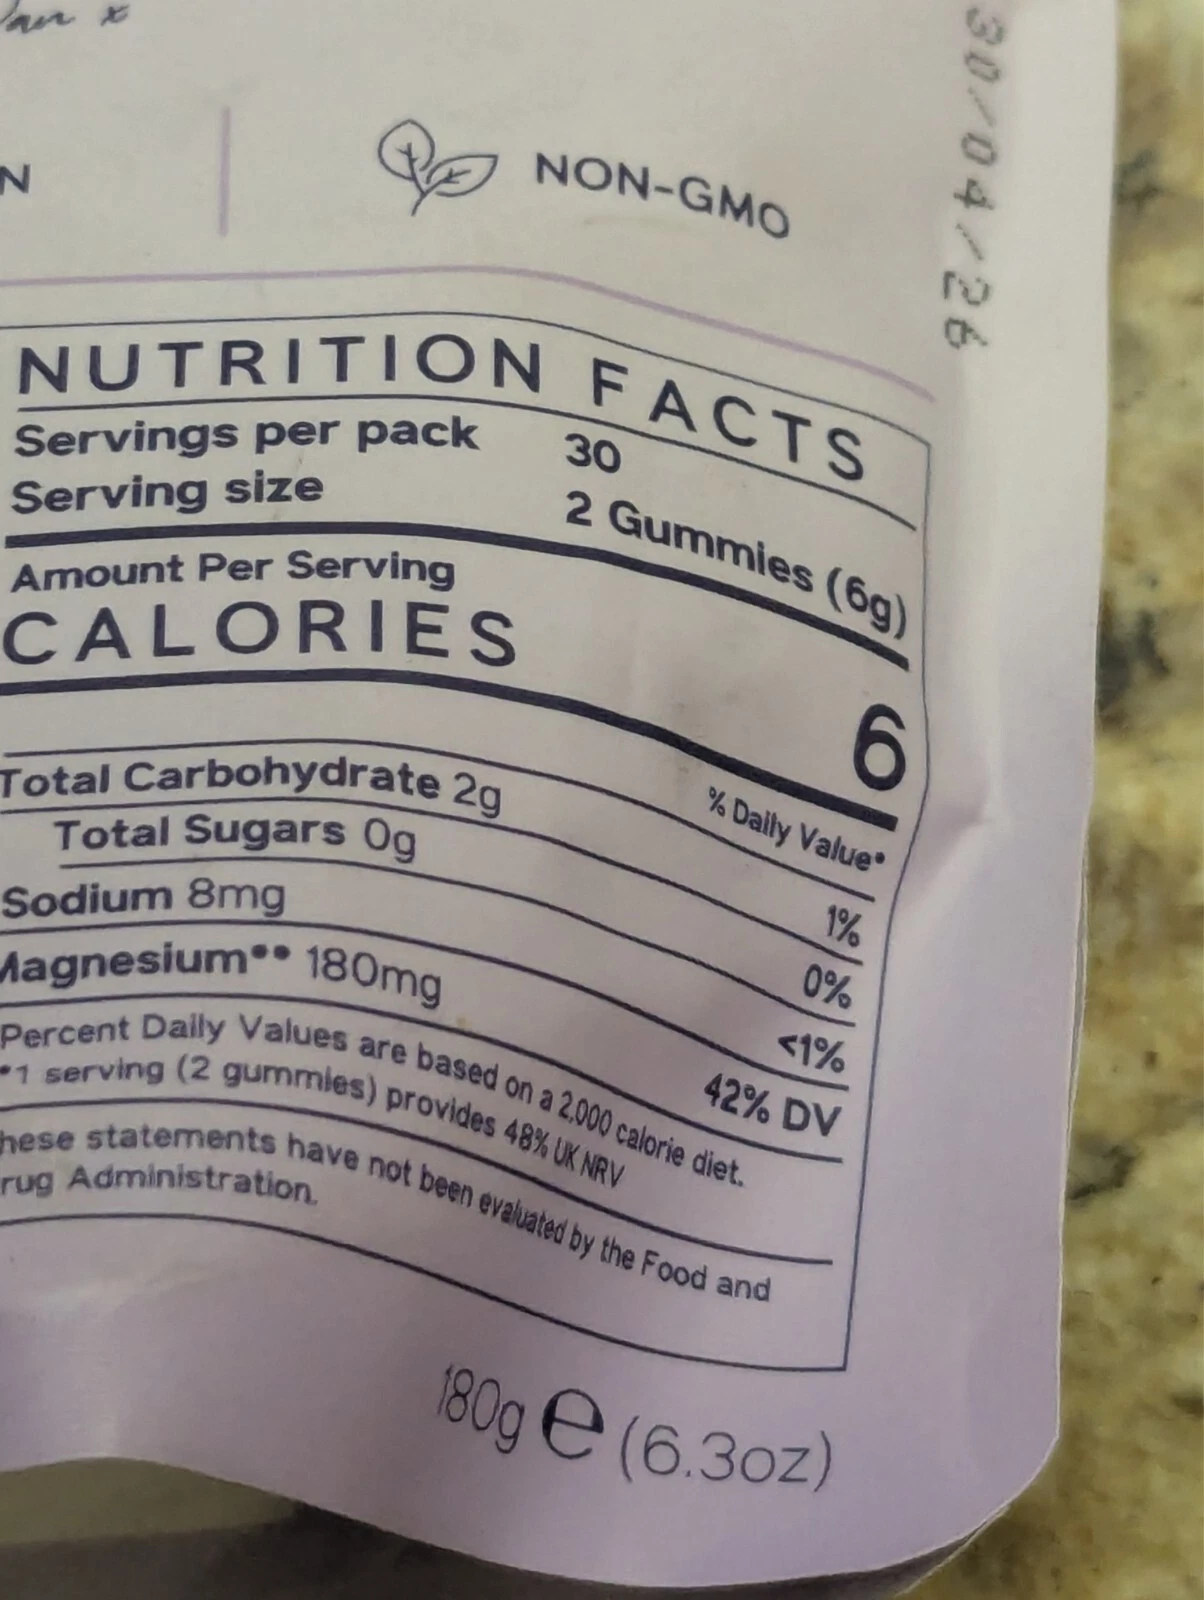 x
N
NON-GMO
30/04/26
NUTRITION FACTS
Servings per pack 30
Serving size 2 Gummies (6g)
Amount Per Serving
CALORIES 6
% Daily Value*
Total Carbohydrate 2g 1%
Total Sugars 0g 0%
Sodium 8mg <1%
Magnesium** 180mg 42% DV
Percent Daily Values are based on a 2,000 calorie diet.
*1 serving (2 gummies) provides 48% UK NRV
hese statements have not been evaluated by the Food and
rug Administration.
180g e (6.3oz)